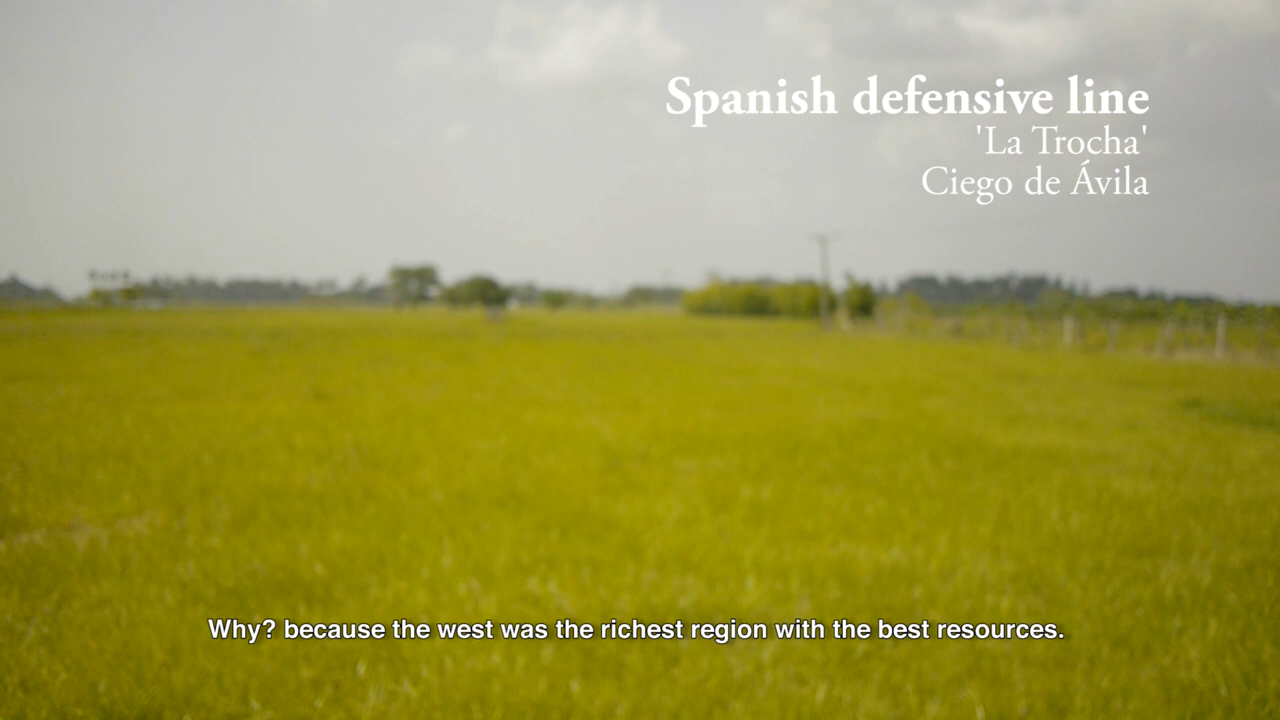 Spanish defensive line
'La Trocha'
Ciego de Ávila
Why? because the west was the richest region with the best resources.